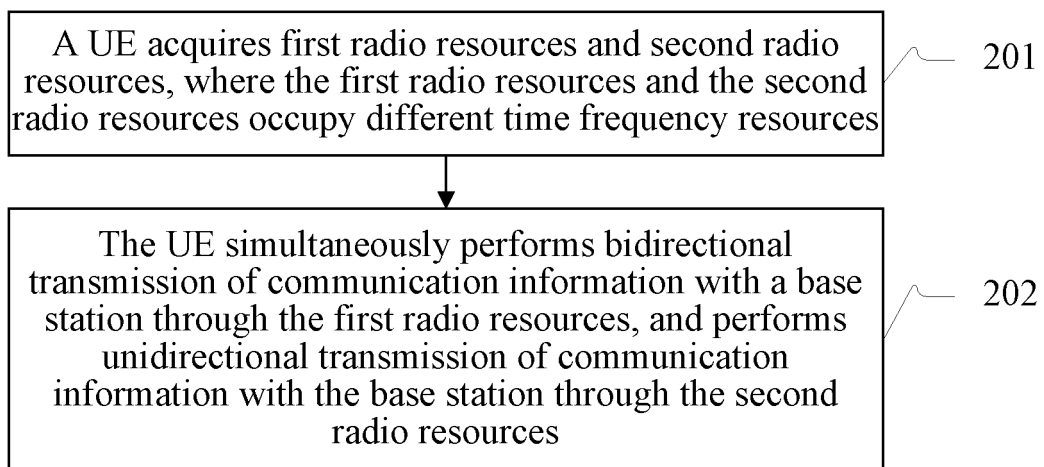 A UE acquires first radio resources and second radio
resources, where the first radio resources and the second
radio resources occupy different time frequency resources
201
The UE simultaneously performs bidirectional
transmission of communication information with a base
station through the first radio resources, and performs
unidirectional transmission of communication
information with the base station through the second
radio resources
202